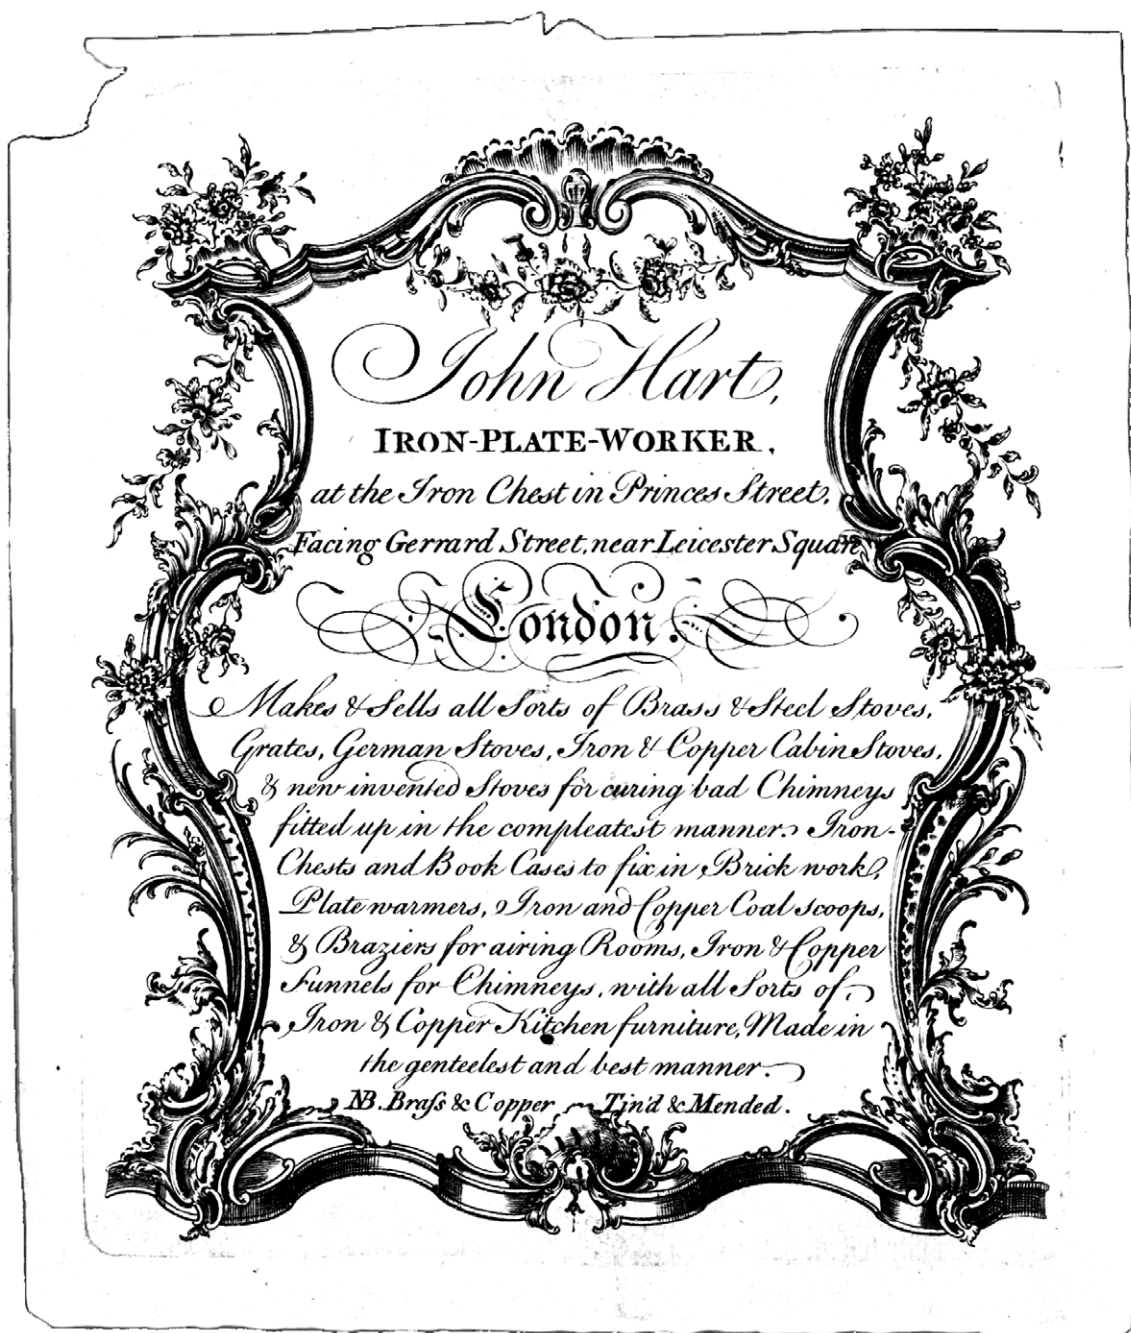 John Hart,
IRON-PLATE-WORKER,
at the Iron Chest in Princes Street,
Facing Gerrard Street, near Leicester Square
London.
Makes & Sells all Sorts of Brass & Steel Stoves,
Grates, German Stoves, Iron & Copper Cabin Stoves,
& new invented Stoves for curing bad Chimneys
fitted up in the compleatest manner. Iron-
Chests and Book Cases to fix in Brick work,
Plate warmers, Iron and Copper Coal scoops,
& Braziers for airing Rooms, Iron & Copper
Funnels for Chimneys, with all Sorts of
Iron & Copper Kitchen furniture, Made in
the genteelest and best manner.
NB. Braſs & Copper Tin'd & Mended.